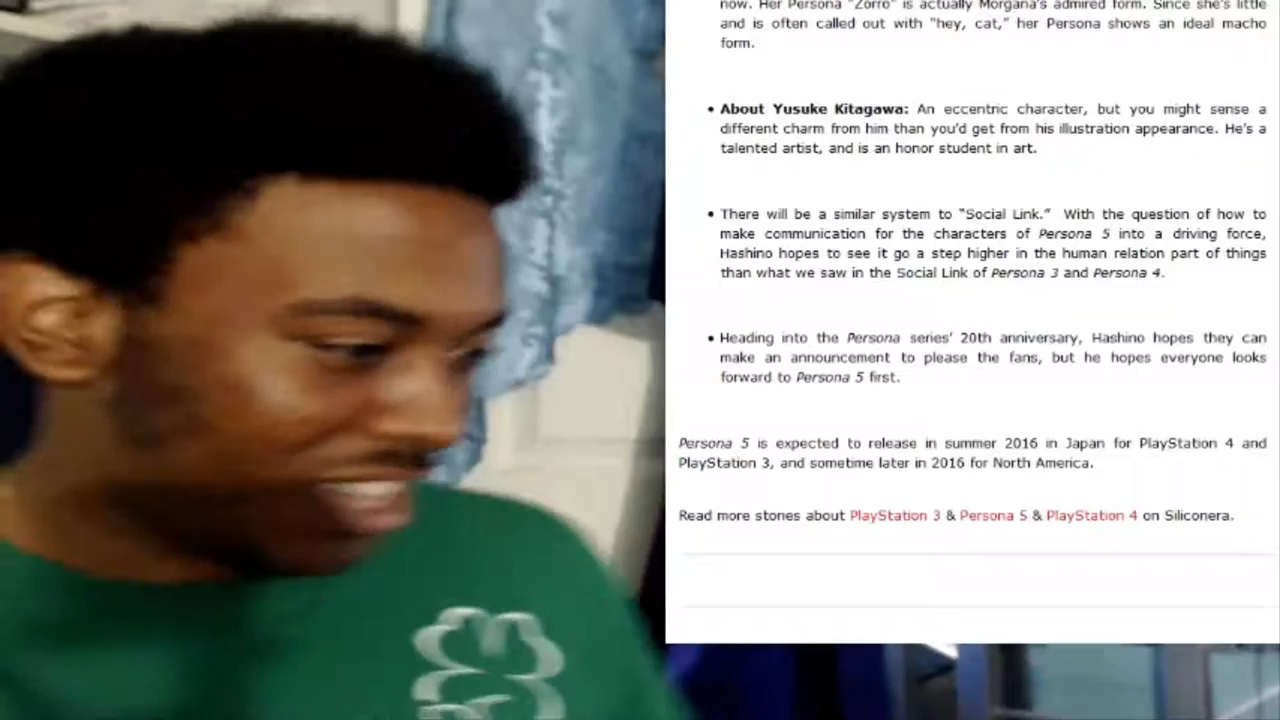 now. Her Persona "Zorro" is actually Morgana's admired form. Since she's little
and is often called out with "hey, cat," her Persona shows an ideal macho
form.
• About Yusuke Kitagawa: An eccentric character, but you might sense a
different charm from him than you'd get from his illustration appearance. He's a
talented artist, and is an honor student in art.
• There will be a similar system to "Social Link." With the question of how to
make communication for the characters of Persona 5 into a driving force,
Hashino hopes to see it go a step higher in the human relation part of things
than what we saw in the Social Link of Persona 3 and Persona 4.
• Heading into the Persona series' 20th anniversary, Hashino hopes they can
make an announcement to please the fans, but he hopes everyone looks
forward to Persona 5 first.
Persona 5 is expected to release in summer 2016 in Japan for PlayStation 4 and
PlayStation 3, and sometime later in 2016 for North America.
Read more stories about PlayStation 3 & Persona 5 & PlayStation 4 on Siliconera.